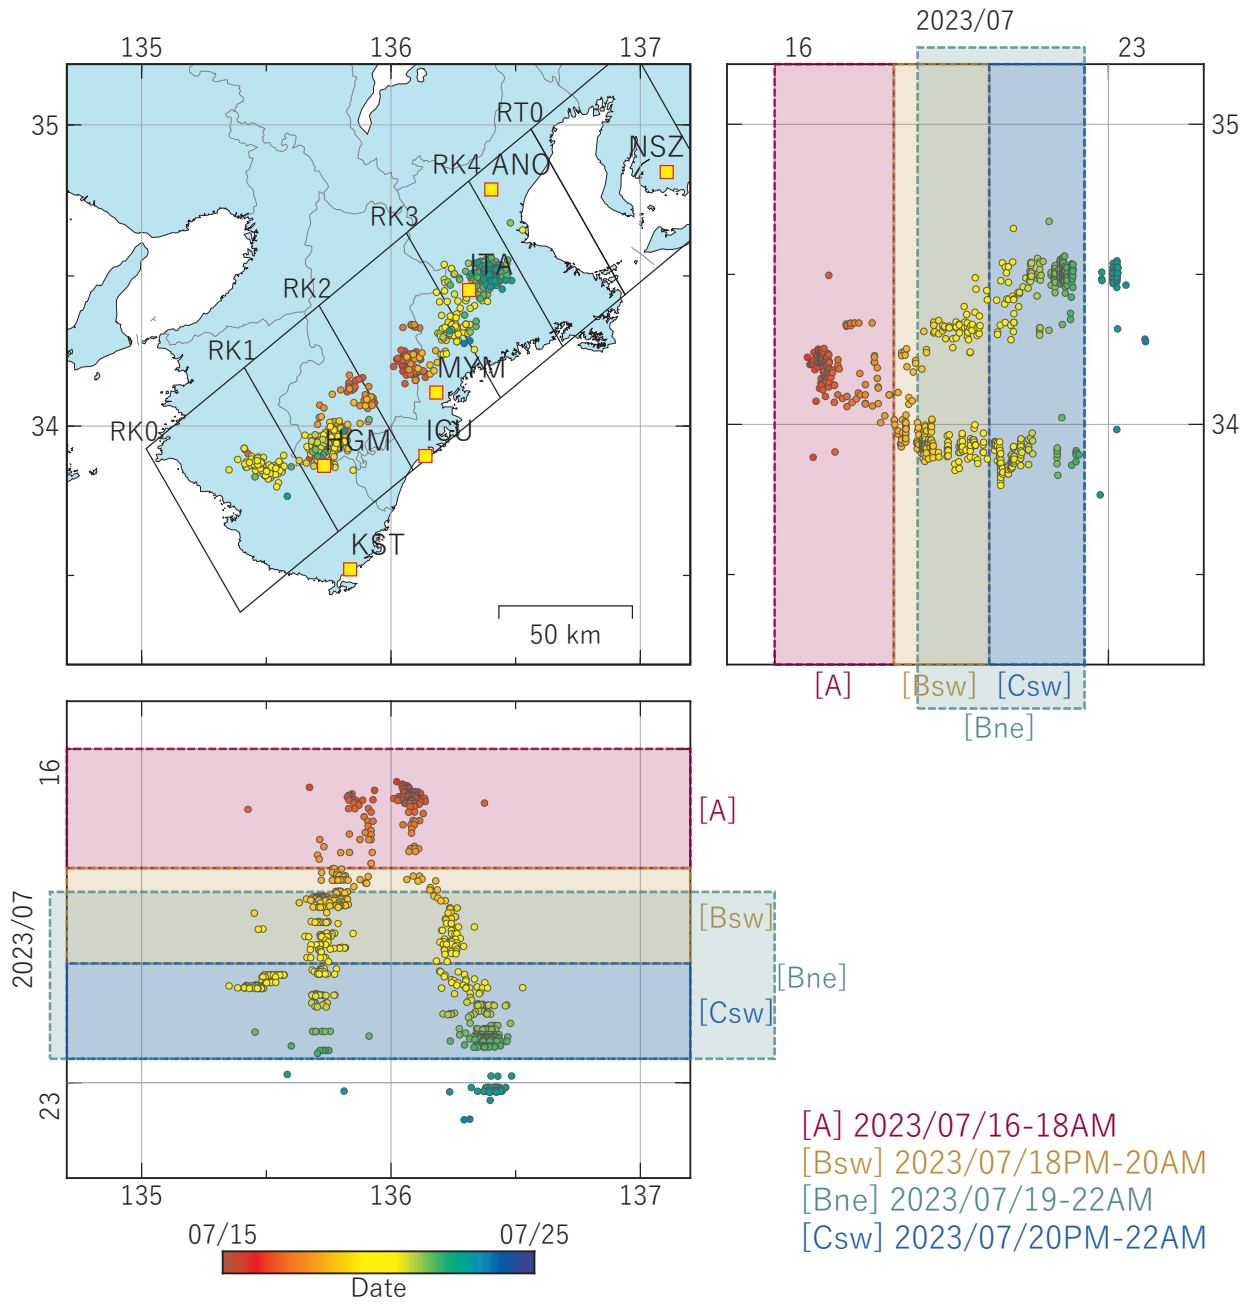 2023/07
135 136 137
16 23
RT0
35
RK4 ANO
NSZ
35
RK3
ITA
RK2
RK1
MYM
RK0
34
HGM
ICU
34
KST
50 km
[A] [Bsw] [Csw]
[Bne]
16
[A]
2023/07
[Bsw]
[Bne]
[Csw]
23
135 136 137
[A] 2023/07/16-18AM
[Bsw] 2023/07/18PM-20AM
[Bne] 2023/07/19-22AM
[Csw] 2023/07/20PM-22AM
07/15 07/25
Date